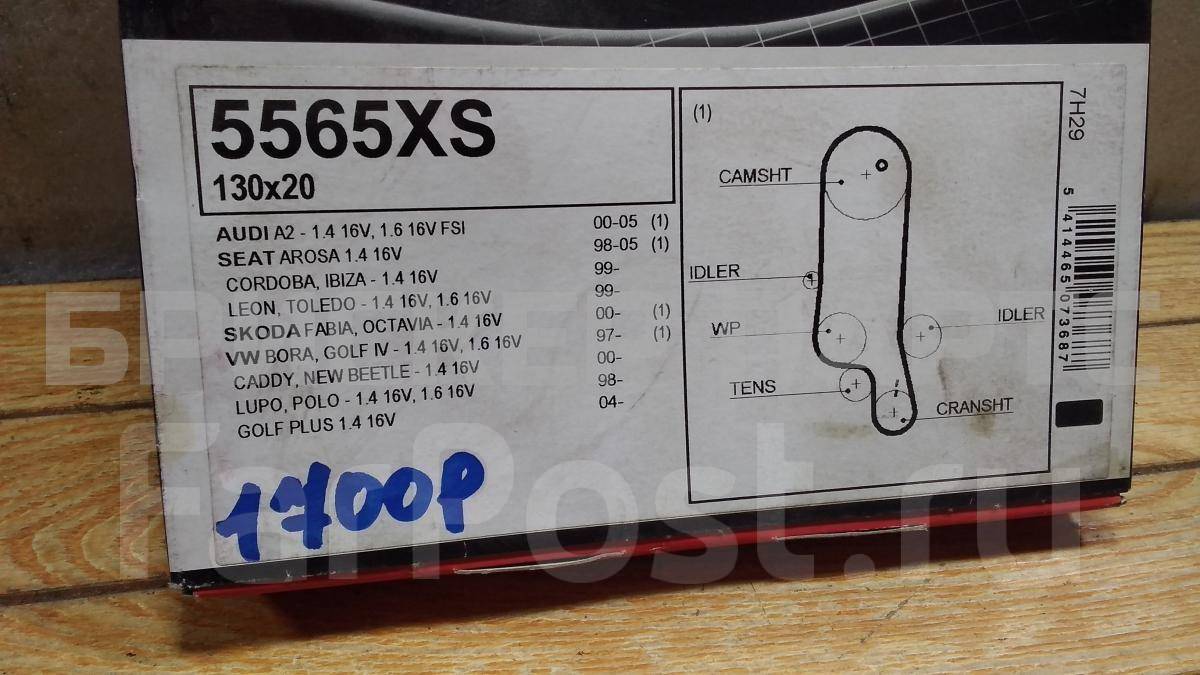 5565XS
130x20
AUDI A2 - 1.4 16V, 1.6 16V FSI 00-05 (1)
SEAT AROSA 1.4 16V 98-05 (1)
CORDOBA, IBIZA - 1.4 16V 99-
LEON, TOLEDO - 1.4 16V, 1.6 16V 99-
SKODA FABIA, OCTAVIA - 1.4 16V 00- (1)
VW BORA, GOLF IV - 1.4 16V, 1.6 16V 97- (1)
CADDY, NEW BEETLE - 1.4 16V 00-
LUPO, POLO - 1.4 16V, 1.6 16V 98-
GOLF PLUS 1.4 16V 04-
1700р
(1)
CAMSHT
IDLER
WP
IDLER
TENS
CRANSHT
7H29
5 414465 073687
FarPost.ru